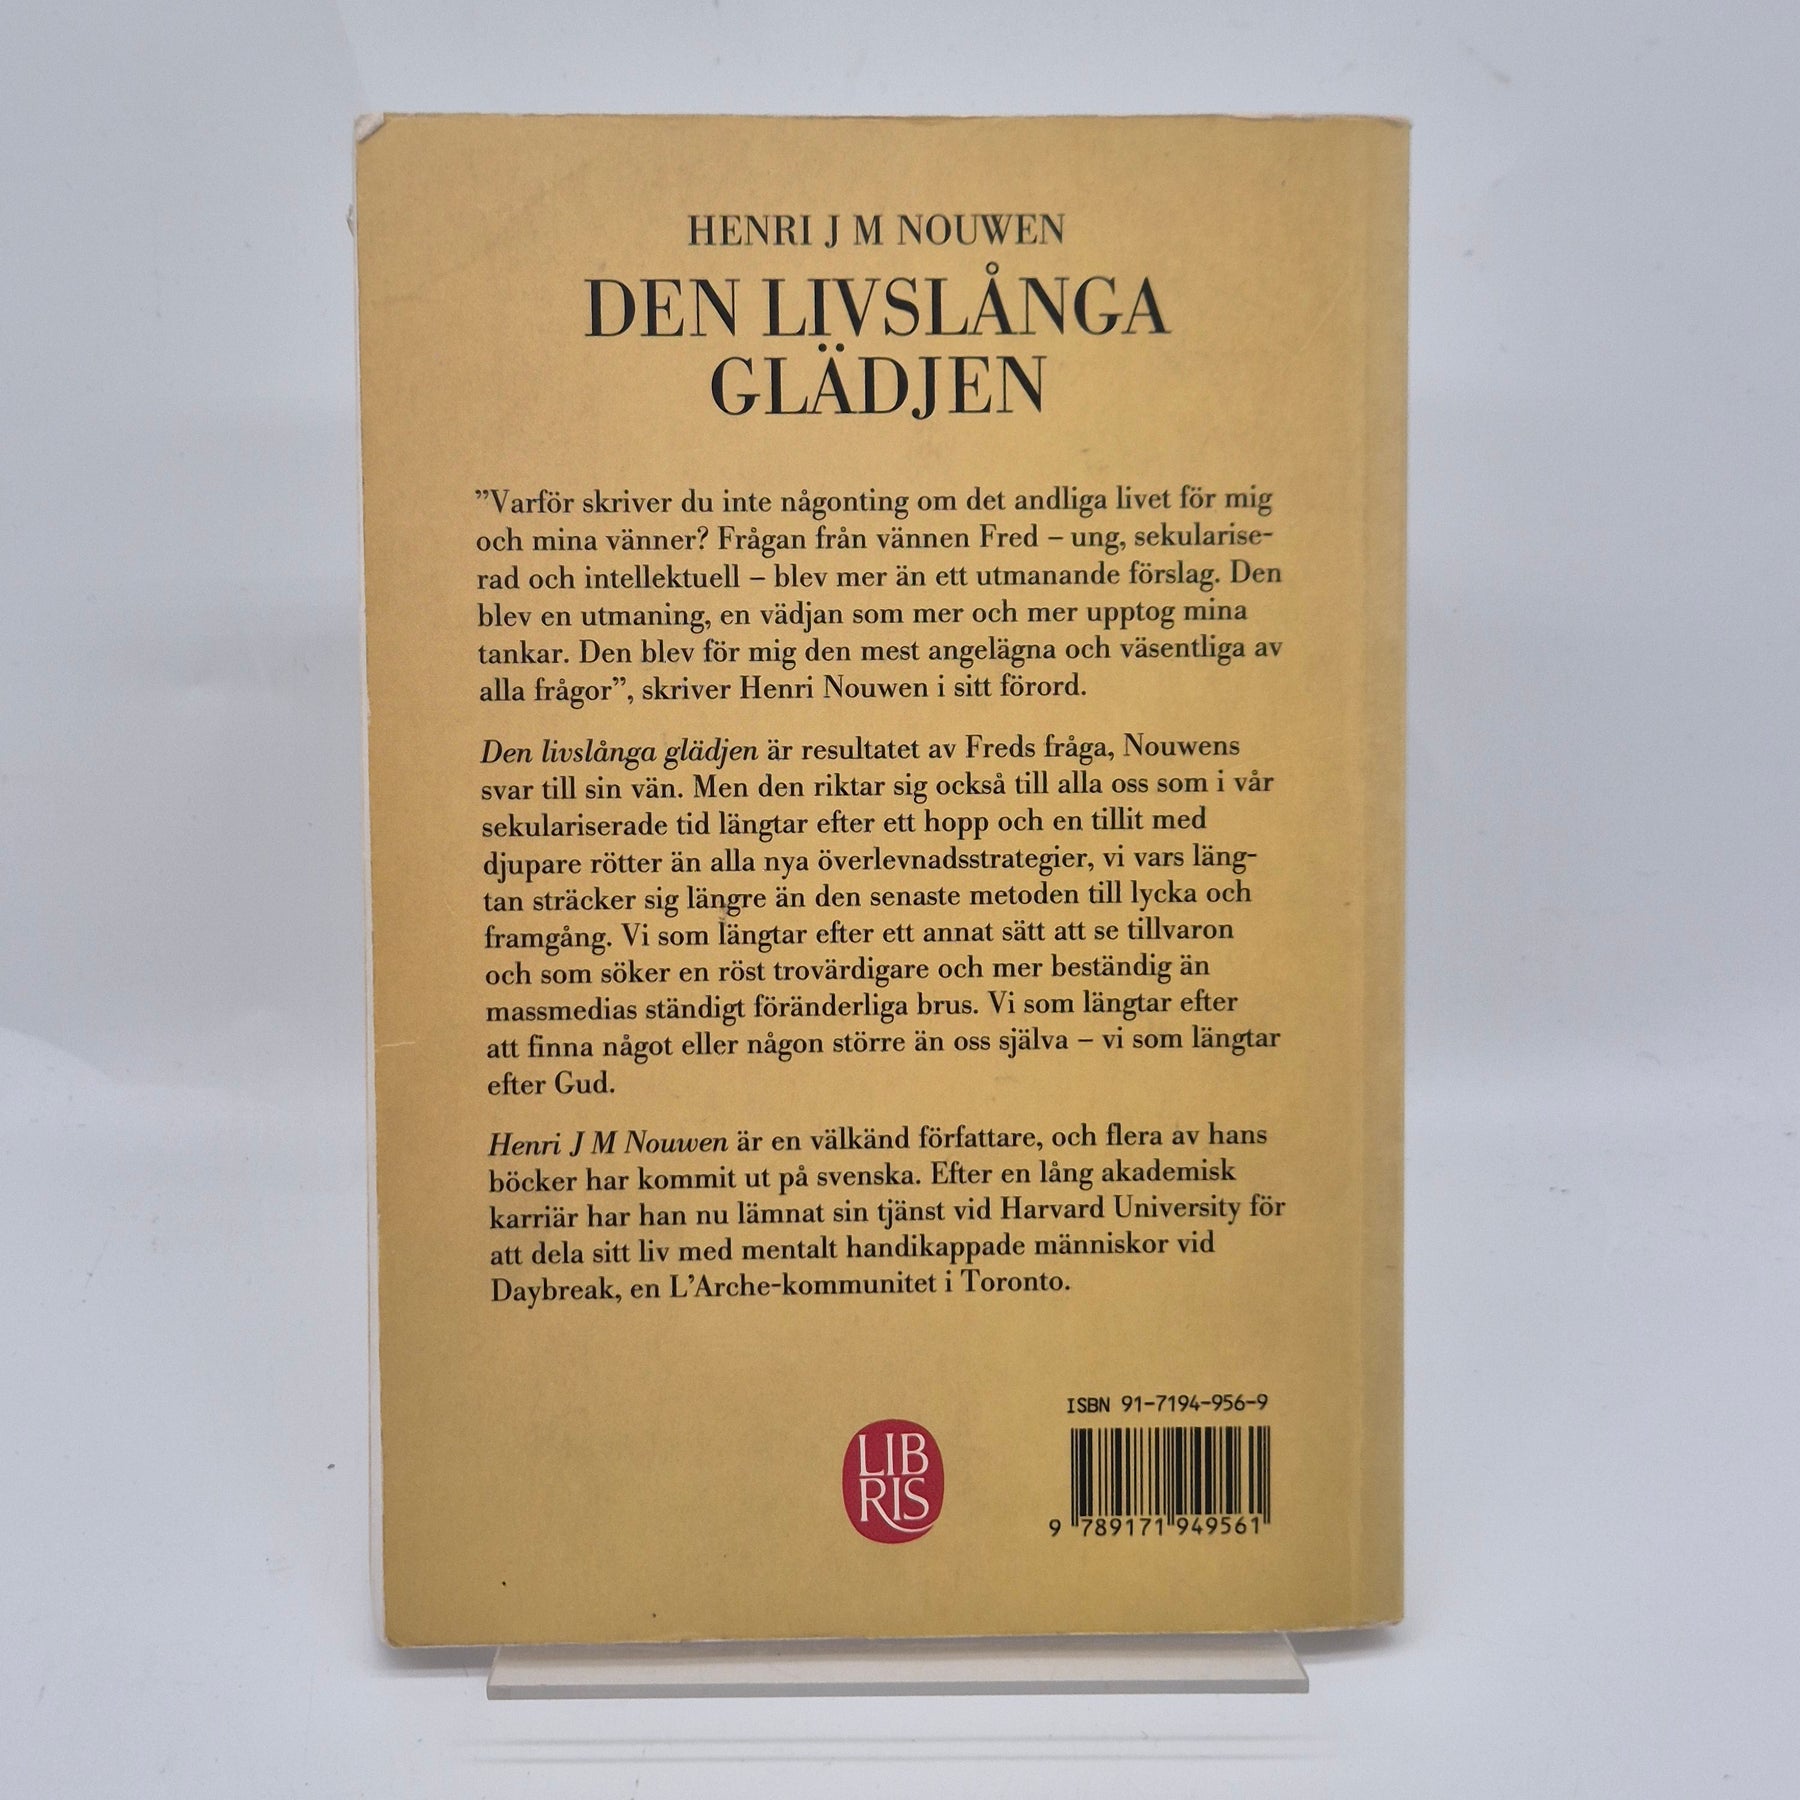 HENRI J M NOUWEN
DEN LIVSLÅNGA
GLÄDJEN
”Varför skriver du inte någonting om det andliga livet för mig
och mina vänner? Frågan från vännen Fred – ung, sekularise-
rad och intellektuell – blev mer än ett utmanande förslag. Den
blev en utmaning, en vädjan som mer och mer upptog mina
tankar. Den blev för mig den mest angelägna och väsentliga av
alla frågor”, skriver Henri Nouwen i sitt förord.
Den livslånga glädjen är resultatet av Freds fråga, Nouwens
svar till sin vän. Men den riktar sig också till alla oss som i vår
sekulariserade tid längtar efter ett hopp och en tillit med
djupare rötter än alla nya överlevnadsstrategier, vi vars läng-
tan sträcker sig längre än den senaste metoden till lycka och
framgång. Vi som längtar efter ett annat sätt att se tillvaron
och som söker en röst trovärdigare och mer beständig än
massmedias ständigt föränderliga brus. Vi som längtar efter
att finna något eller någon större än oss själva – vi som längtar
efter Gud.
Henri J M Nouwen är en välkänd författare, och flera av hans
böcker har kommit ut på svenska. Efter en lång akademisk
karriär har han nu lämnat sin tjänst vid Harvard University för
att dela sitt liv med mentalt handikappade människor vid
Daybreak, en L’Arche-kommunitet i Toronto.
ISBN 91-7194-956-9
LIB
RIS
9 789171 949561